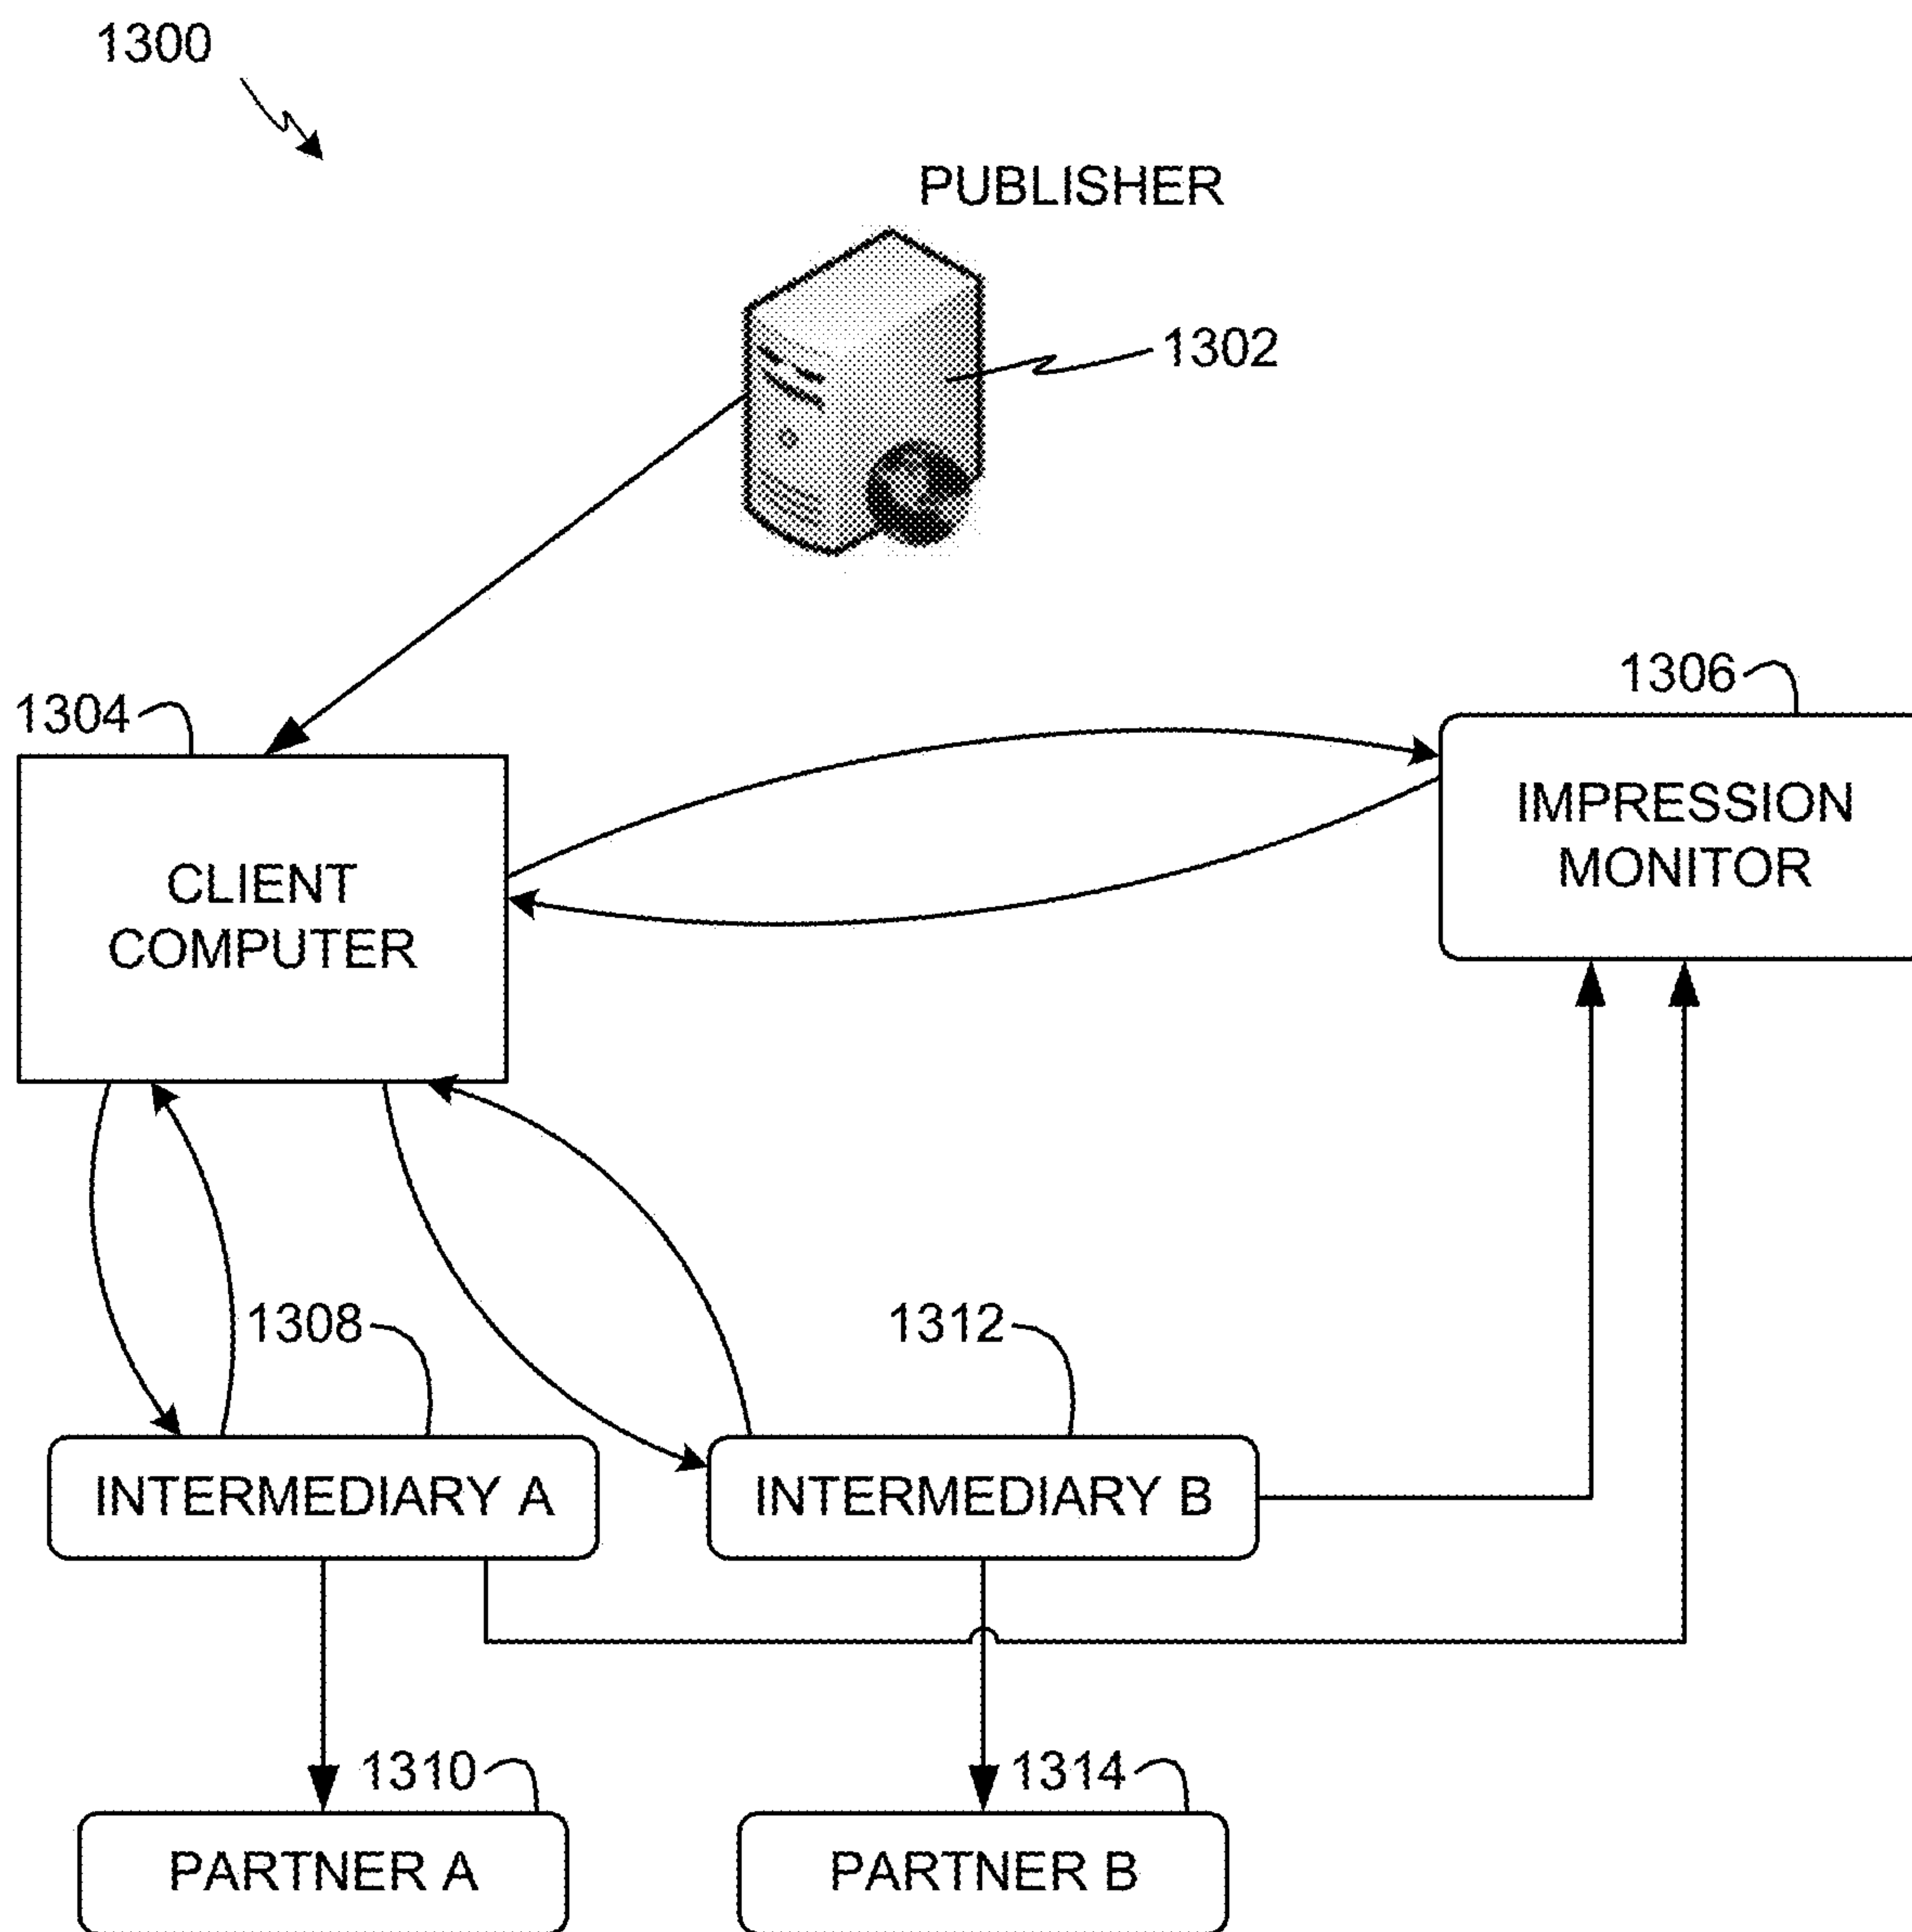 1300
PUBLISHER
1302
1304
1306
CLIENT
COMPUTER
IMPRESSION
MONITOR
1308
1312
INTERMEDIARY A
INTERMEDIARY B
1310
1314
PARTNER A
PARTNER B